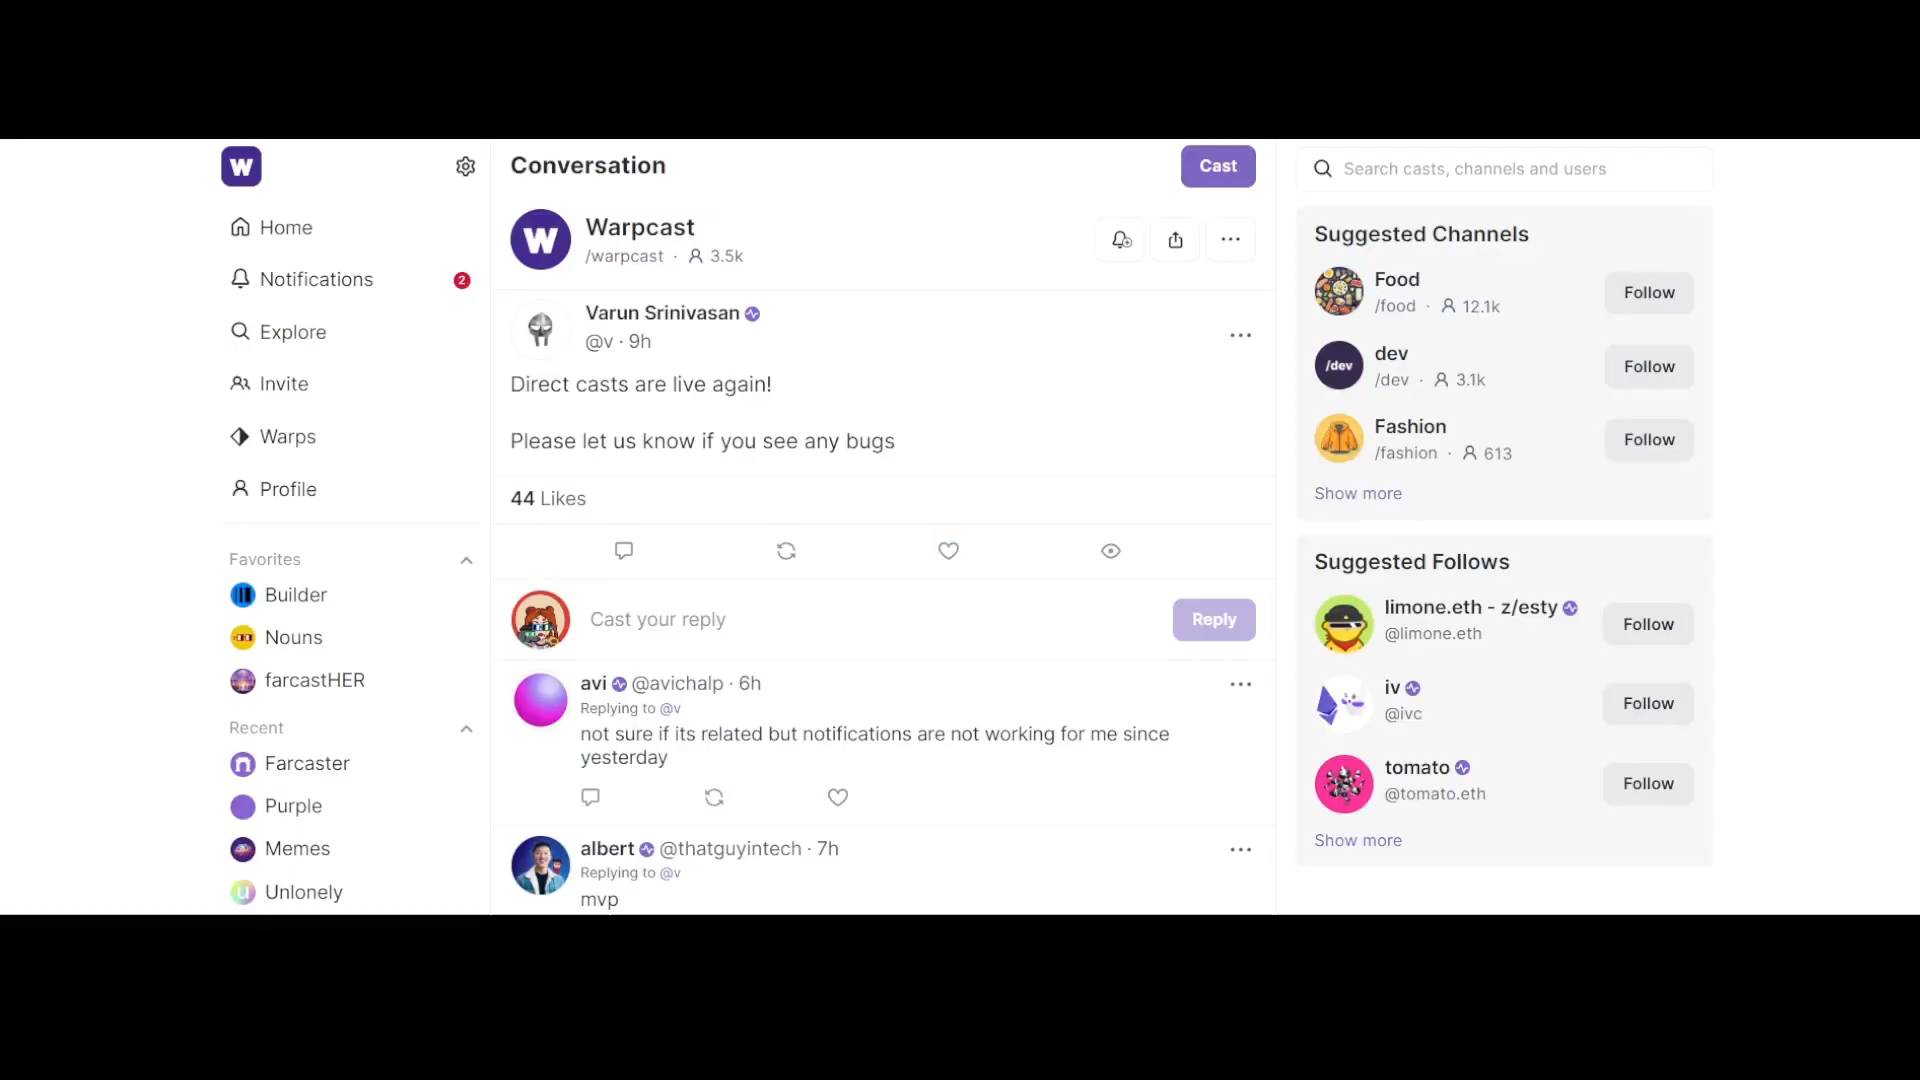 W
Home
Notifications
2
Explore
Invite
Warps
Profile
Favorites
Builder
Nouns
farcastHER
Recent
Farcaster
Purple
Memes
Unlonely
Conversation
Cast
W
Warpcast
/warpcast · 3.5k
Varun Srinivasan
@v · 9h
Direct casts are live again!
Please let us know if you see any bugs
44 Likes
Cast your reply
Reply
avi @avichalp · 6h
Replying to @v
not sure if its related but notifications are not working for me since
yesterday
albert @thatguyintech · 7h
Replying to @v
mvp
Search casts, channels and users
Suggested Channels
Food
/food · 12.1k
Follow
/dev
dev
/dev · 3.1k
Follow
Fashion
/fashion · 613
Follow
Show more
Suggested Follows
limone.eth - z/esty
@limone.eth
Follow
iv
@ivc
Follow
tomato
@tomato.eth
Follow
Show more